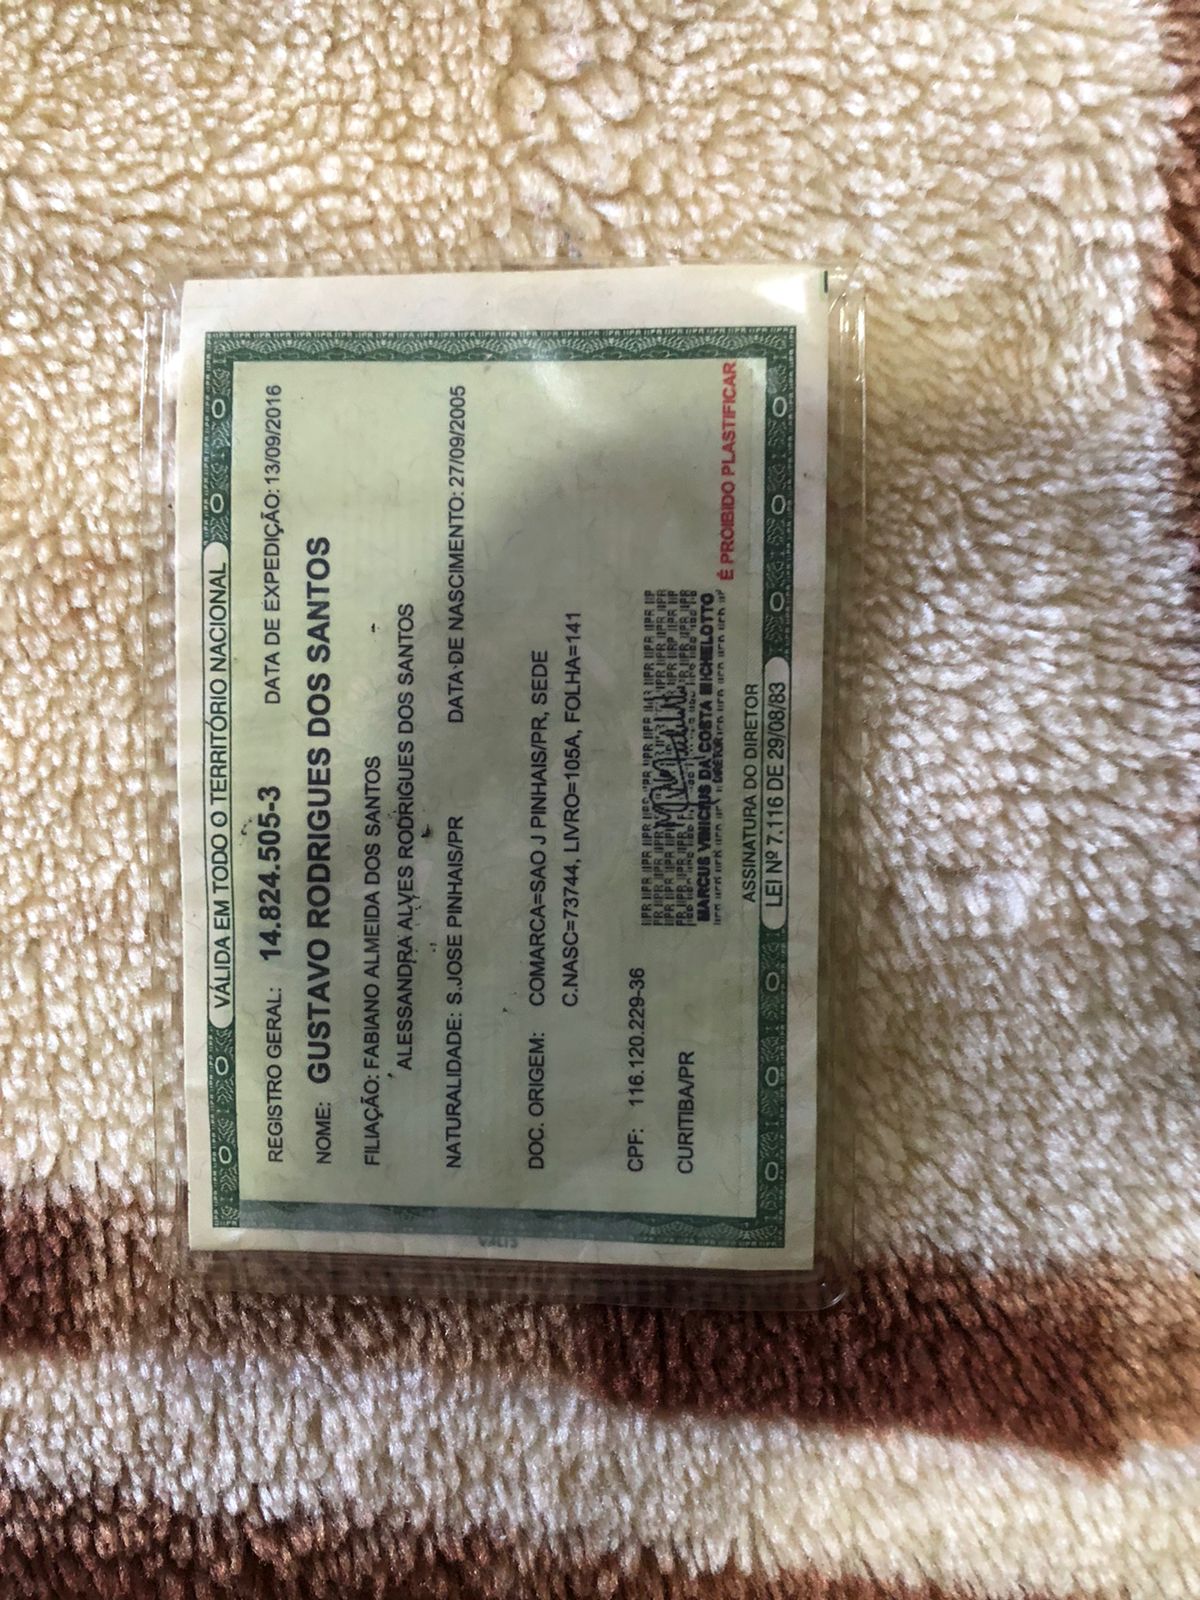 VÁLIDA EM TODO O TERRITÓRIO NACIONAL
REGISTRO GERAL: 14.824.505-3 DATA DE EXPEDIÇÃO: 13/09/2016
NOME: GUSTAVO RODRIGUES DOS SANTOS
FILIAÇÃO: FABIANO ALMEIDA DOS SANTOS
ALESSANDRA ALVES RODRIGUES DOS SANTOS
NATURALIDADE: S.JOSE PINHAIS/PR DATA DE NASCIMENTO: 27/09/2005
DOC. ORIGEM: COMARCA=SAO J PINHAIS/PR, SEDE
C.NASC=73744, LIVRO=105A, FOLHA=141
CPF: 116.120.229-36
CURITIBA/PR
MARCUS VINICIUS DA COSTA MICHELOTTO
DIRETOR
É PROIBIDO PLASTIFICAR
ASSINATURA DO DIRETOR
LEI Nº 7.116 DE 29/08/83